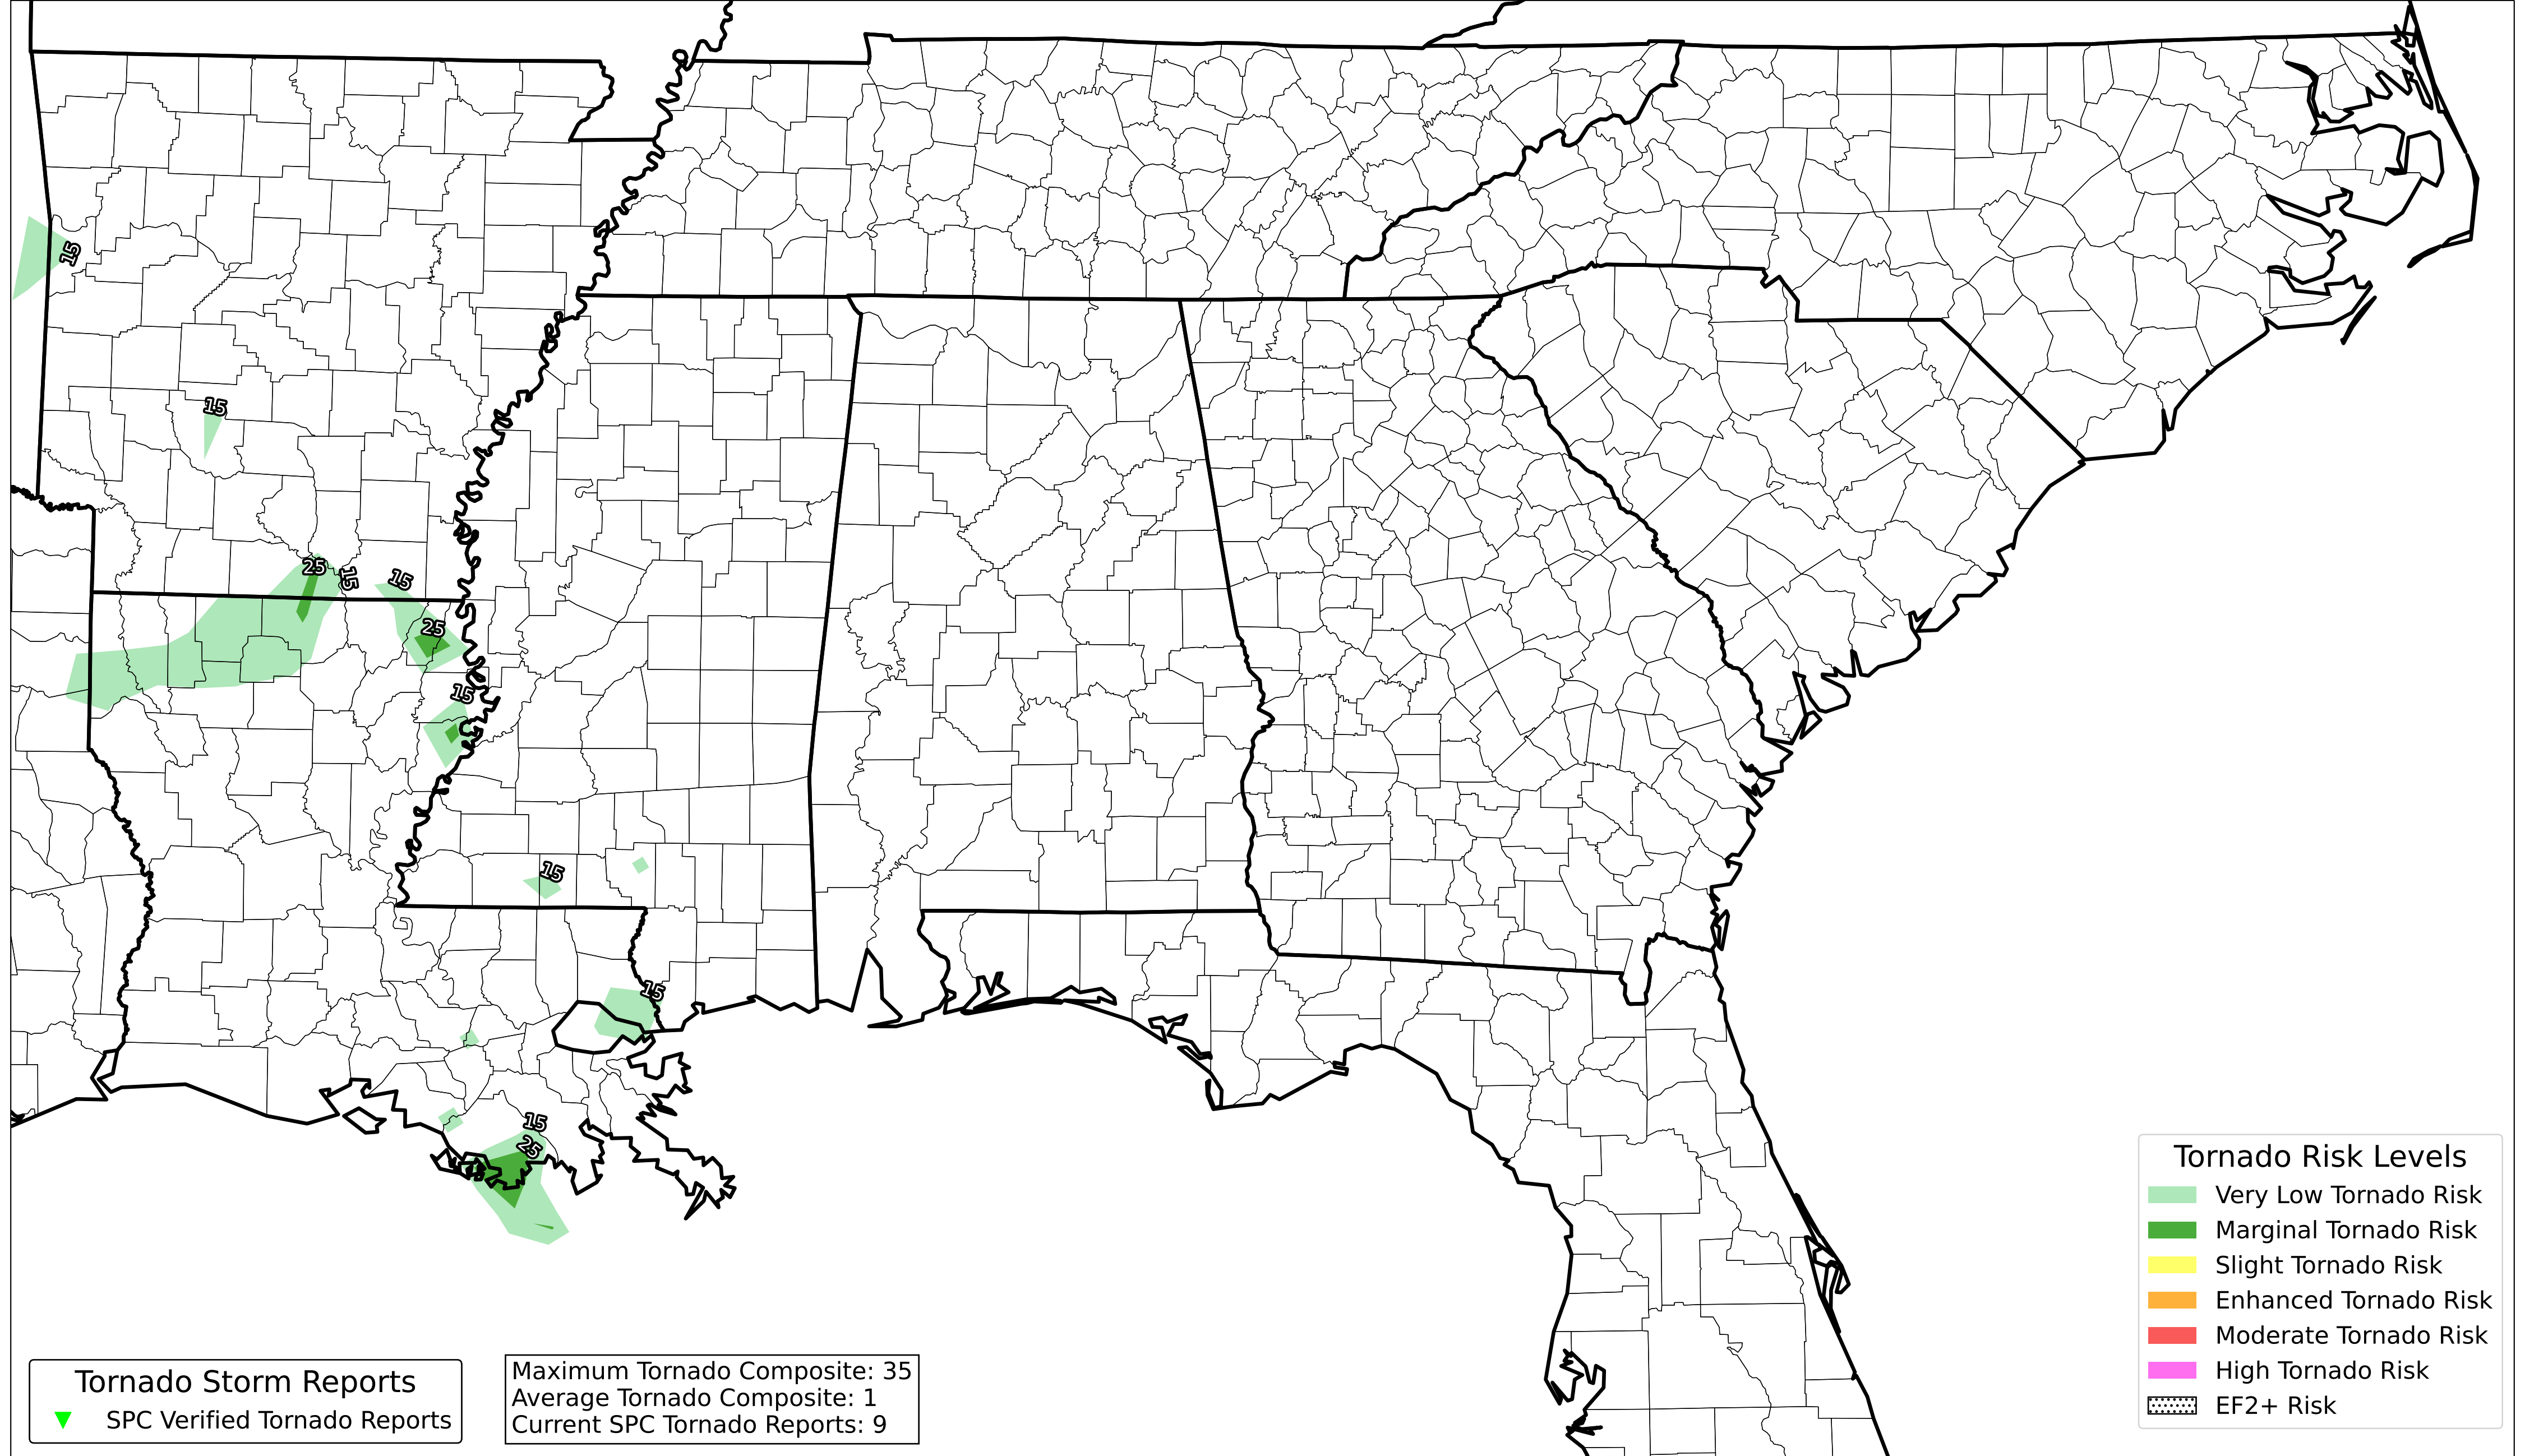 15
15
25
15
15
25
15
15
15
15
25
Tornado Risk Levels
Very Low Tornado Risk
Marginal Tornado Risk
Slight Tornado Risk
Enhanced Tornado Risk
Moderate Tornado Risk
High Tornado Risk
EF2+ Risk
Tornado Storm Reports
SPC Verified Tornado Reports
Maximum Tornado Composite: 35
Average Tornado Composite: 1
Current SPC Tornado Reports: 9